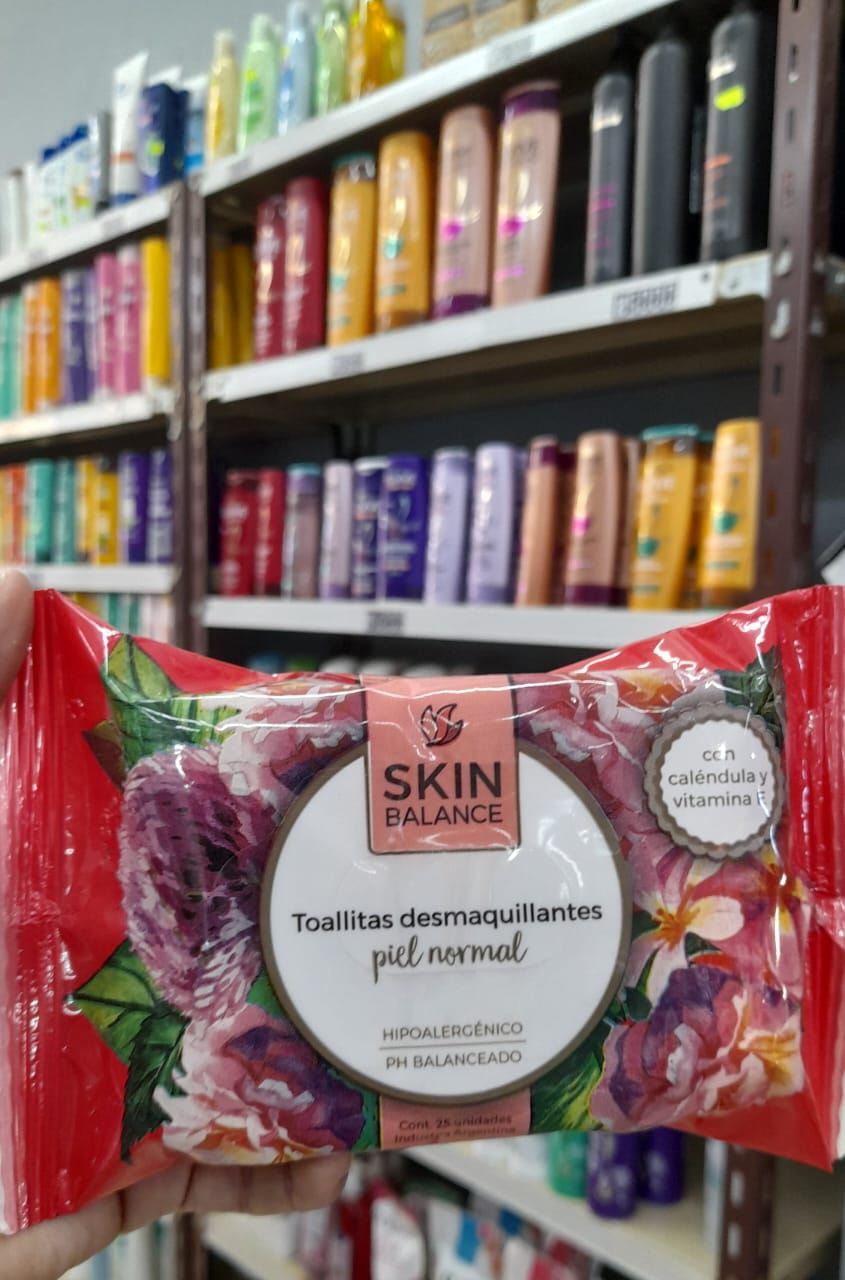 SKIN
BALANCE
con
caléndula y
vitamina E
Toallitas desmaquillantes
piel normal
HIPOALERGÉNICO
PH BALANCEADO
Cont. 25 unidades
Industria Argentina